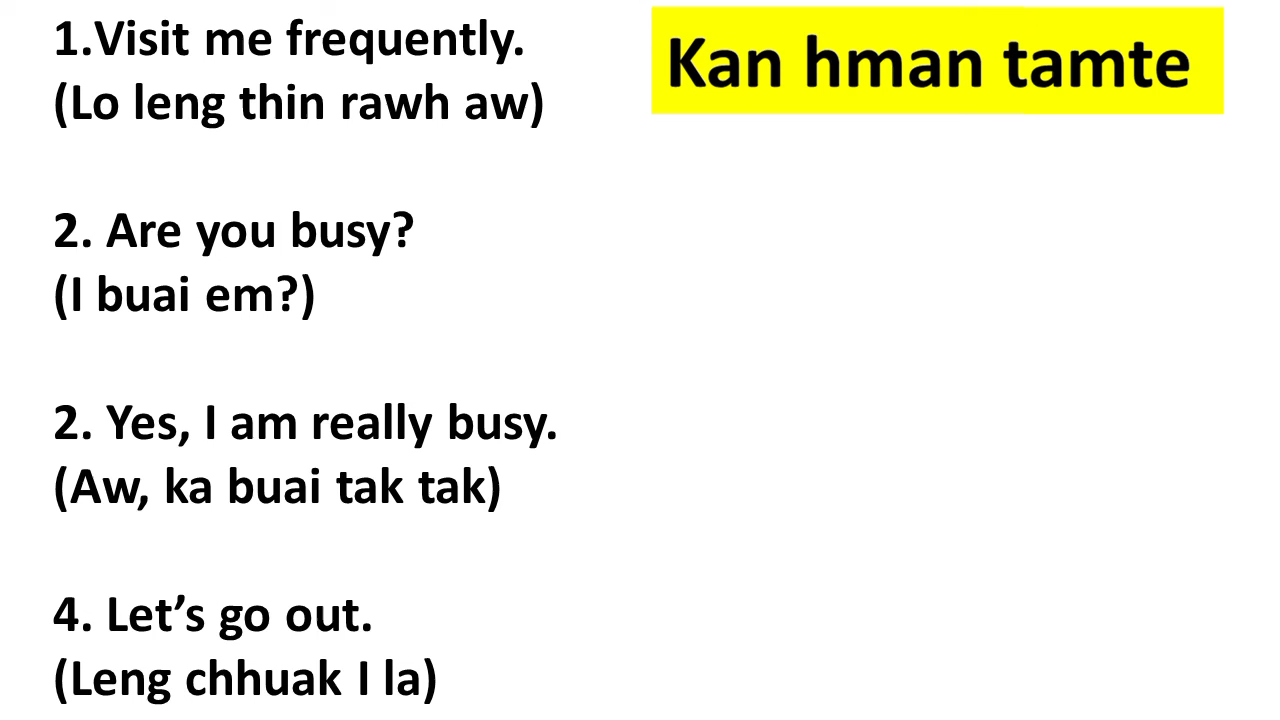 1.Visit me frequently.
(Lo leng thin rawh aw)
Kan hman tamte
2. Are you busy?
(I buai em?)
2. Yes, I am really busy.
(Aw, ka buai tak tak)
4. Let’s go out.
(Leng chhuak I la)